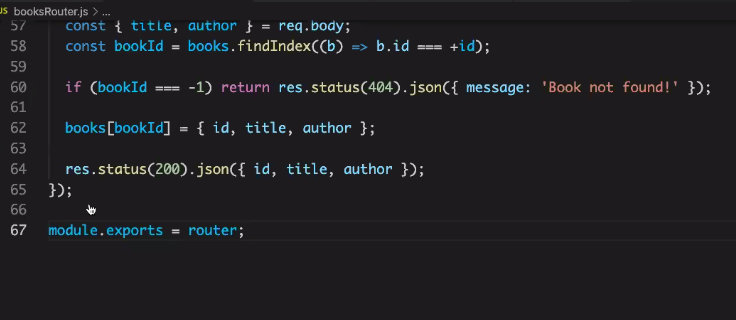 JS booksRouter.js > ...
57 const { title, author } = req.body;
58 const bookId = books.findIndex((b) => b.id === +id);
59
60 if (bookId === -1) return res.status(404).json({ message: 'Book not found!' });
61
62 books[bookId] = { id, title, author };
63
64 res.status(200).json({ id, title, author });
65 });
66
67 module.exports = router;